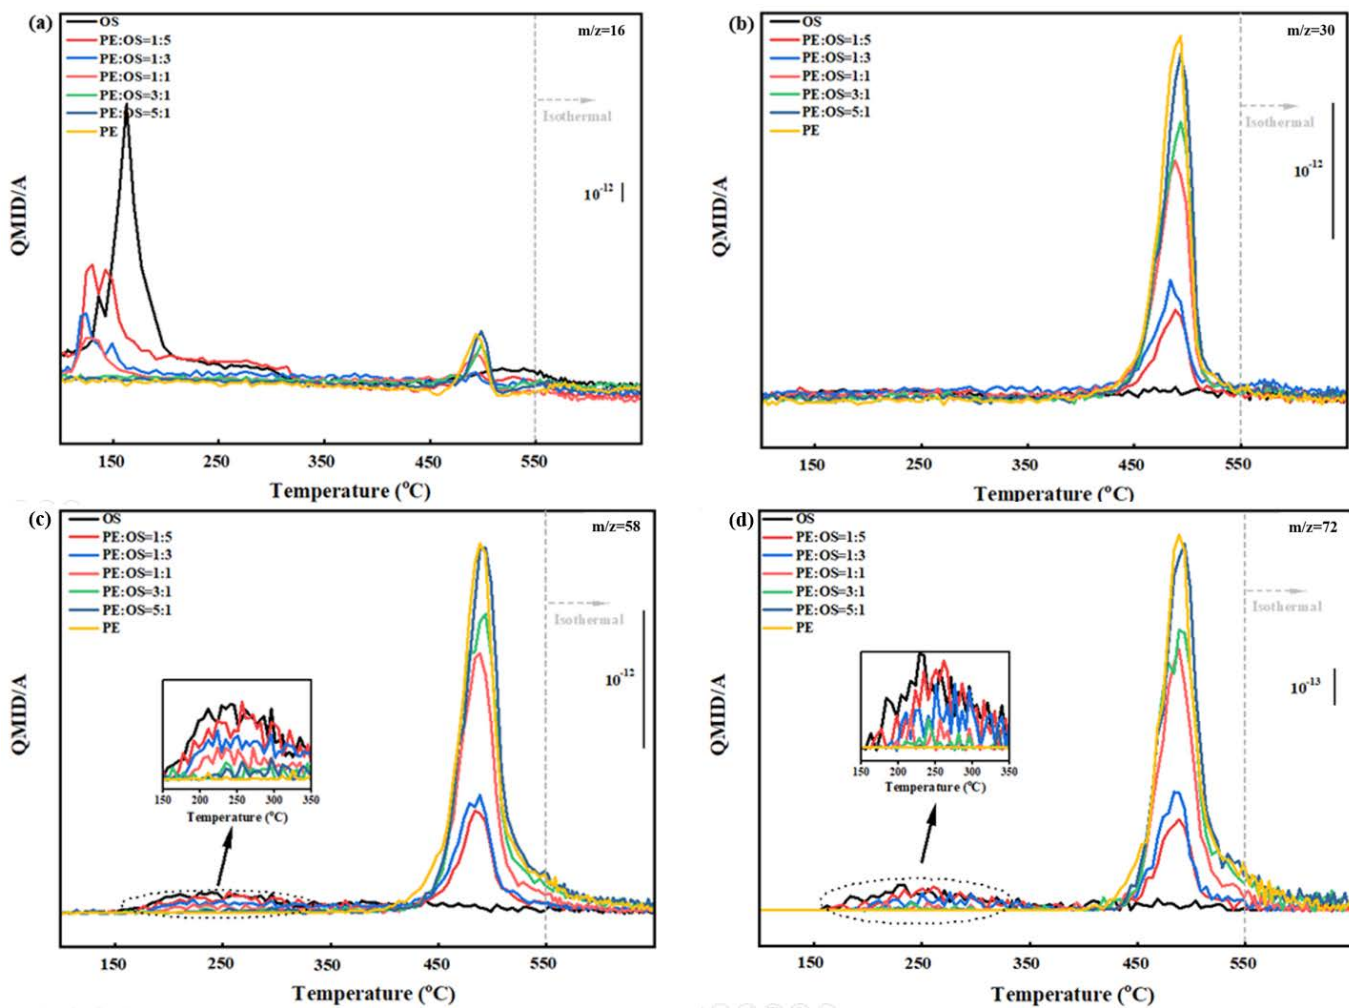 (a)
OS
PE:OS=1:5
PE:OS=1:3
PE:OS=1:1
PE:OS=3:1
PE:OS=5:1
PE
m/z=16
Isothermal
10⁻¹²
QMID/A
150 250 350 450 550
Temperature (°C)
(b)
OS
PE:OS=1:5
PE:OS=1:3
PE:OS=1:1
PE:OS=3:1
PE:OS=5:1
PE
m/z=30
Isothermal
10⁻¹²
QMID/A
150 250 350 450 550
Temperature (°C)
(c)
OS
PE:OS=1:5
PE:OS=1:3
PE:OS=1:1
PE:OS=3:1
PE:OS=5:1
PE
m/z=58
Isothermal
10⁻¹²
QMID/A
150 200 250 300 350
Temperature (°C)
150 250 350 450 550
Temperature (°C)
(d)
OS
PE:OS=1:5
PE:OS=1:3
PE:OS=1:1
PE:OS=3:1
PE:OS=5:1
PE
m/z=72
Isothermal
10⁻¹³
QMID/A
150 200 250 300 350
Temperature (°C)
150 250 350 450 550
Temperature (°C)